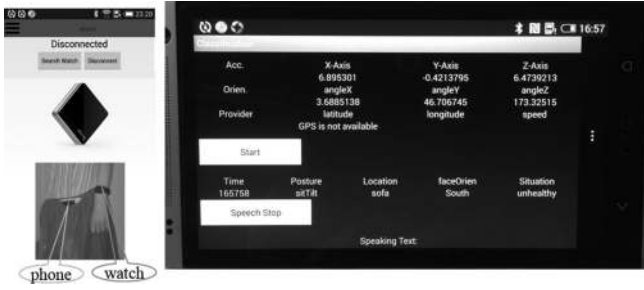 23:20
Disconnected
Search Watch Disconnect
phone watch
16:57
Acc. X-Axis Y-Axis Z-Axis
6.895301 -0.4213795 6.4739213
Orien. angleX angleY angleZ
3.6885138 46.706745 173.32515
Provider latitude longitude speed
GPS is not available
Start
Time Posture Location faceOrien Situation
165758 sitTilt sofa South unhealthy
Speech Stop
Speaking Text: